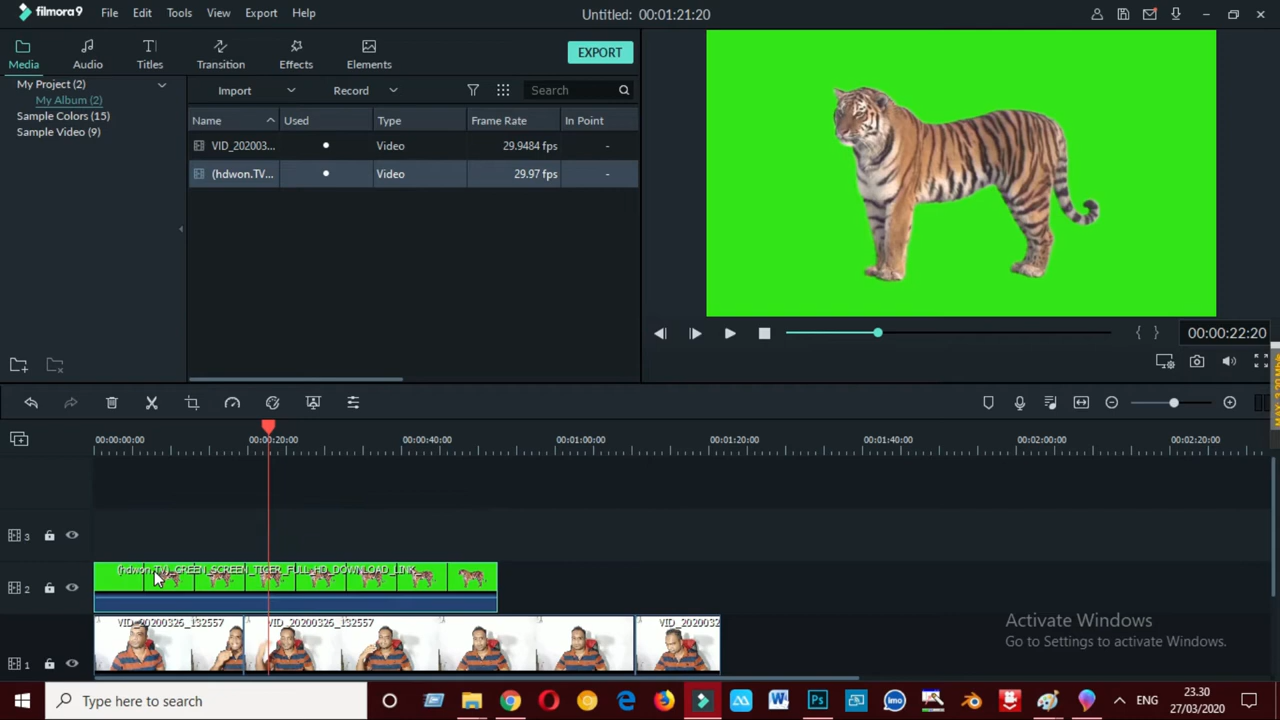 filmora9 File Edit Tools View Export Help Untitled: 00:01:21:20
Media Audio Titles Transition Effects Elements EXPORT
My Project (2)
My Album (2)
Sample Colors (15)
Sample Video (9)
Import Record Search
Name Used Type Frame Rate In Point
VID_202003... Video 29.9484 fps -
(hdwon.TV... Video 29.97 fps -
00:00:22:20
00:00:00:00 00:00:20:00 00:00:40:00 00:01:00:00 00:01:20:00 00:01:40:00 00:02:00:00 00:02:20:00
3
(hdwon.TV)_GREEN_SCREEN_TIGER_FULL_HD_DOWNLOAD_LINK
2
VID_20200326_132557 VID_20200326_132557 VID_2020032
1
Activate Windows
Go to Settings to activate Windows.
Type here to search
ENG
23.30
27/03/2020